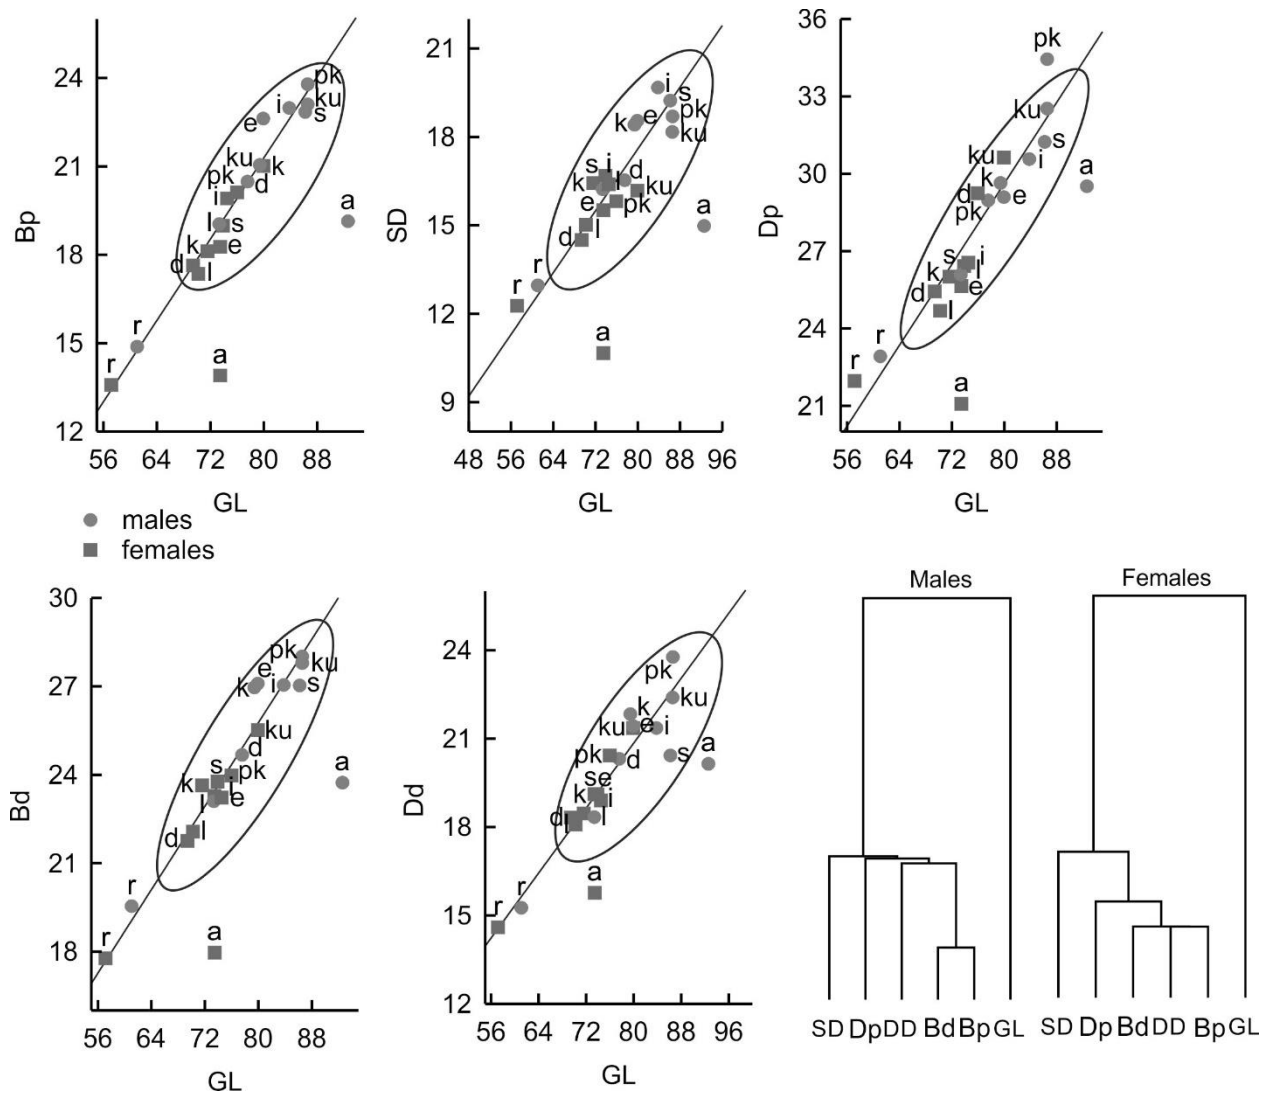 24
21
18
15
12
Bp
pk
ku
i
s
e
ku
k
pk
d
i
l
s
k
e
d
l
a
r
r
a
56 64 72 80 88
GL
21
18
15
12
9
SD
i
s
pk
k
e
ku
s
i
d
k
l
ku
e
pk
l
d
a
r
r
a
48 56 64 72 80 88 96
GL
36
33
30
27
24
21
Dp
pk
ku
s
ku
i
a
k
d
e
pk
s
i
k
l
e
d
l
r
r
a
56 64 72 80 88
GL
males
females
30
27
24
21
18
Bd
pk
ku
e
k
i
s
ku
d
s
pk
k
l
l
e
d
l
a
r
r
a
56 64 72 80 88
GL
24
21
18
15
12
Dd
pk
ku
k
ku
e
i
a
pk
d
s
se
k
i
d
l
l
a
r
r
56 64 72 80 88 96
GL
Males
SD Dp DD Bd Bp GL
Females
SD Dp Bd DD Bp GL